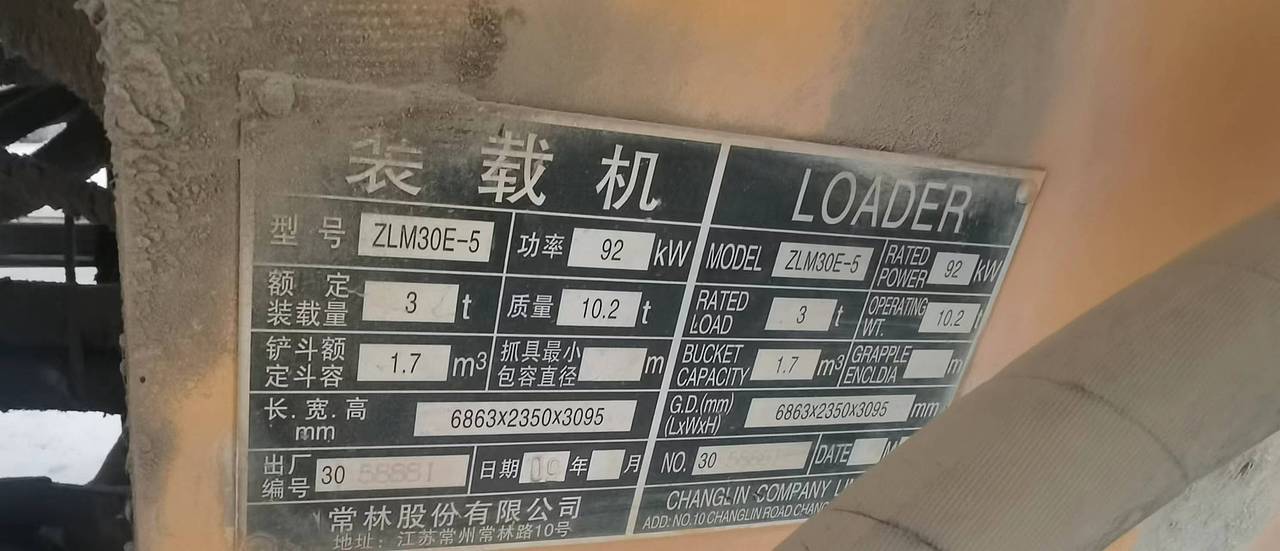 装载机
型号 ZLM30E-5 功率 92 kW
额定装载量 3 t 质量 10.2 t
铲斗额定斗容 1.7 m³ 抓具最小包容直径 m
长.宽.高 mm 6863X2350X3095
出厂编号 30 日期 年 月
常林股份有限公司
地址: 江苏常州常林路10号
LOADER
MODEL ZLM30E-5 RATED POWER 92 kW
RATED LOAD 3 t OPERATING WT. 10.2 t
BUCKET CAPACITY 1.7 m³ GRAPPLE ENCLDIA m
G.D.(mm) (LxWxH) 6863X2350X3095 mm
NO. 30 DATE
CHANGLIN COMPANY
ADD: NO.10 CHANGLIN ROAD